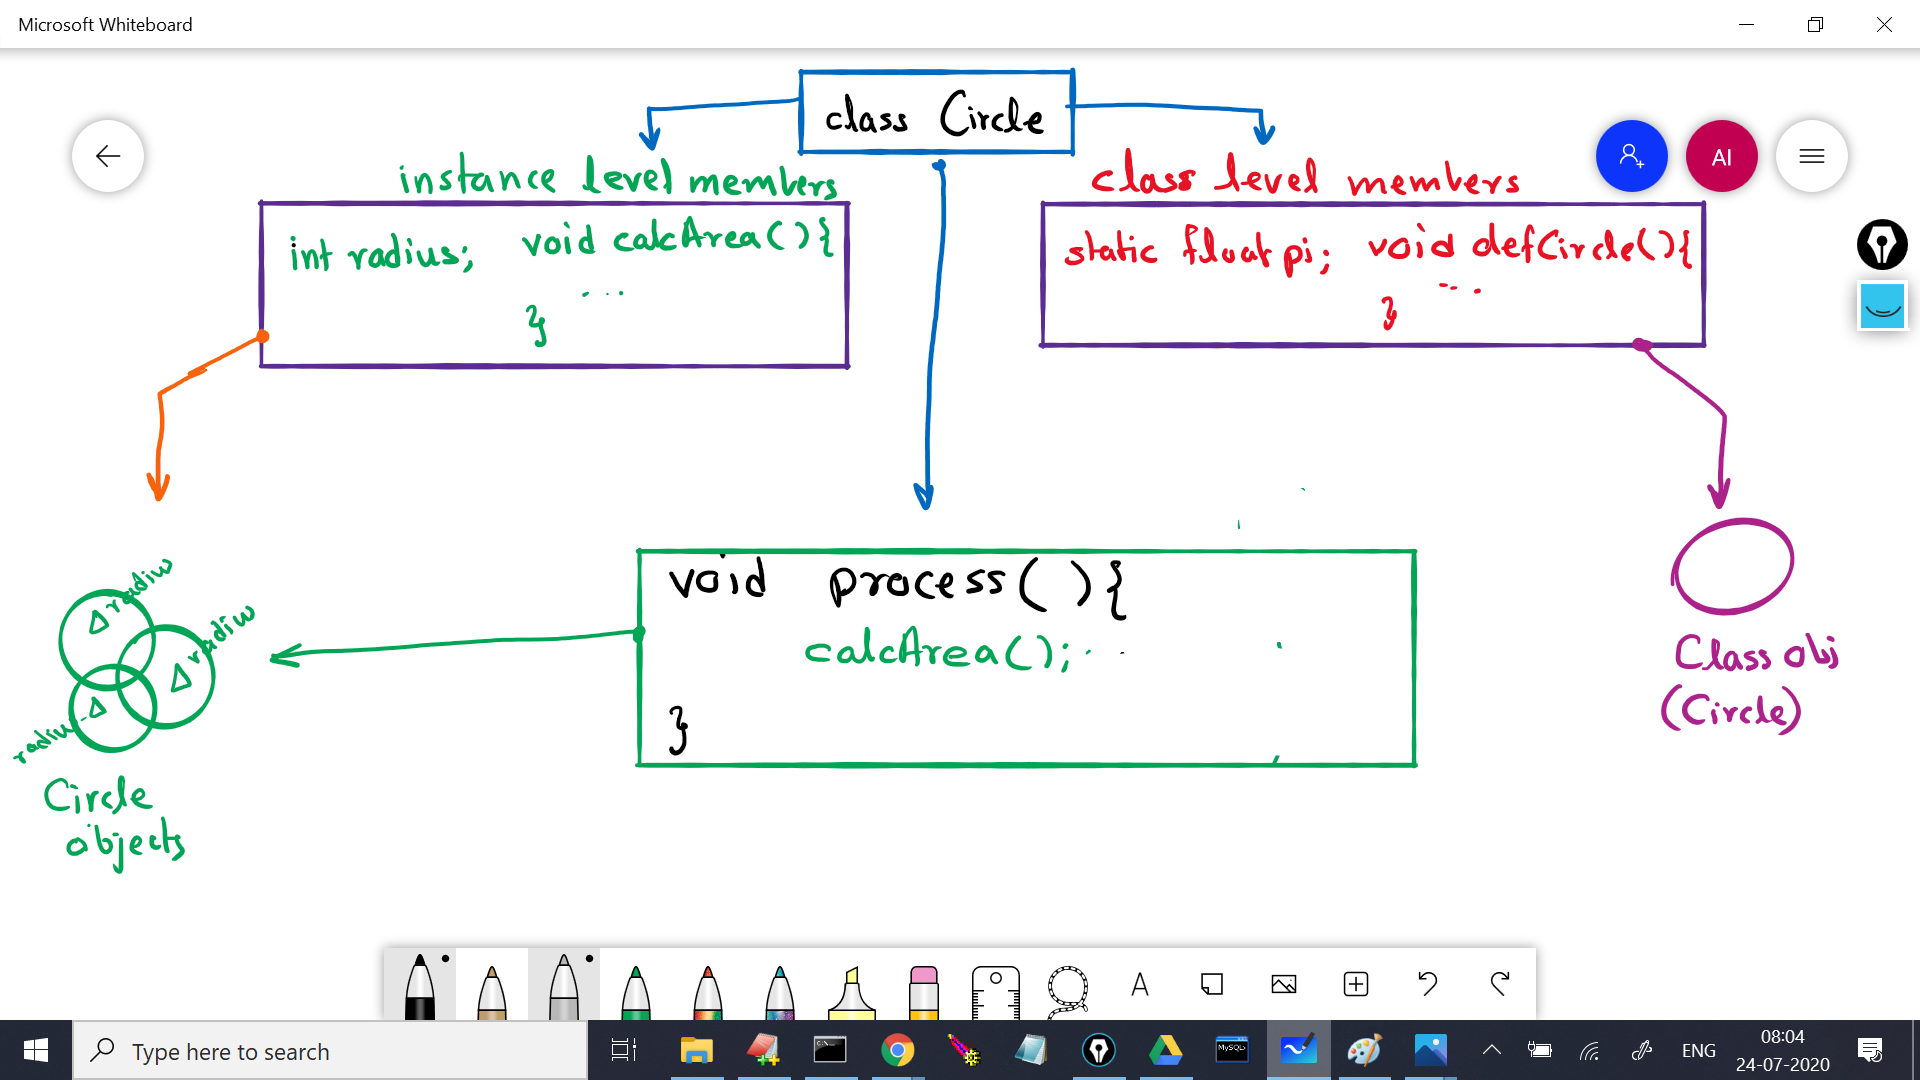 Microsoft Whiteboard
class Circle
AI
instance level members
class level members
int radius;
void calcArea(){
...
}
static float pi;
void defCircle(){
...
}
radius
radius
radius
Circle
objects
void process(){
calcArea();
}
Class obj
(Circle)
A
Type here to search
MySQL
ENG
08:04
24-07-2020